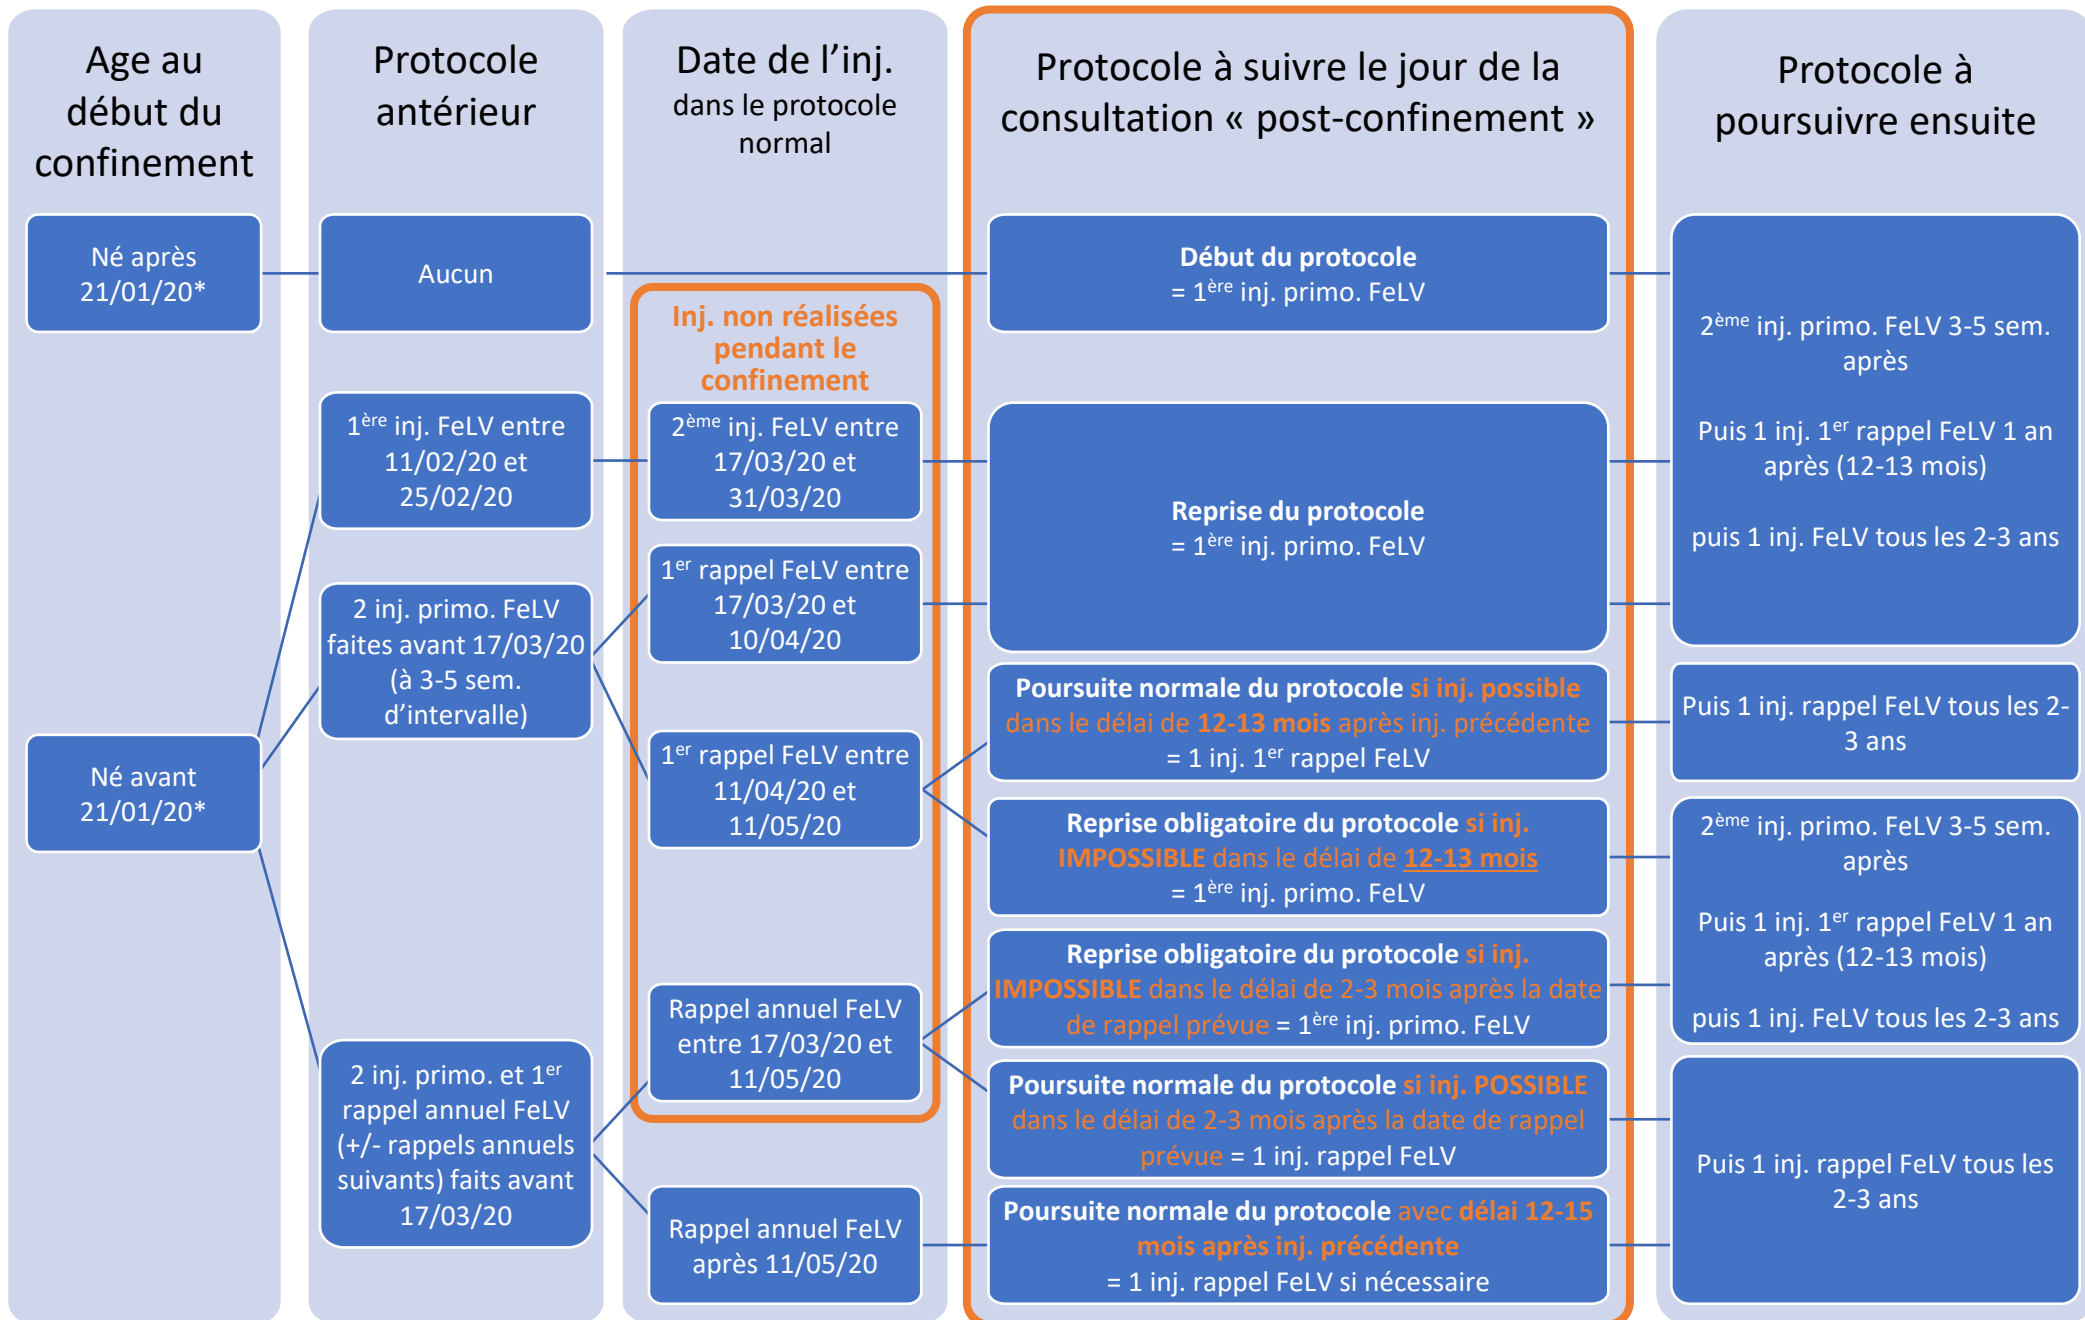 Age au
début du
confinement
Protocole
antérieur
Date de l’inj.
dans le protocole
normal
Protocole à suivre le jour de la
consultation « post-confinement »
Protocole à
poursuivre ensuite
Né après
21/01/20*
Aucun
Début du protocole
= 1ère inj. primo. FeLV
Inj. non réalisées
pendant le
confinement
1ère inj. FeLV entre
11/02/20 et
25/02/20
2ème inj. FeLV entre
17/03/20 et
31/03/20
Reprise du protocole
= 1ère inj. primo. FeLV
2ème inj. primo. FeLV 3-5 sem.
après
Puis 1 inj. 1er rappel FeLV 1 an
après (12-13 mois)
puis 1 inj. FeLV tous les 2-3 ans
Né avant
21/01/20*
2 inj. primo. FeLV
faites avant 17/03/20
(à 3-5 sem.
d’intervalle)
1er rappel FeLV entre
17/03/20 et
10/04/20
1er rappel FeLV entre
11/04/20 et
11/05/20
Poursuite normale du protocole si inj. possible
dans le délai de 12-13 mois après inj. précédente
= 1 inj. 1er rappel FeLV
Puis 1 inj. rappel FeLV tous les 2-
3 ans
Reprise obligatoire du protocole si inj.
IMPOSSIBLE dans le délai de 12-13 mois
= 1ère inj. primo. FeLV
2ème inj. primo. FeLV 3-5 sem.
après
Puis 1 inj. 1er rappel FeLV 1 an
après (12-13 mois)
puis 1 inj. FeLV tous les 2-3 ans
2 inj. primo. et 1er
rappel annuel FeLV
(+/- rappels annuels
suivants) faits avant
17/03/20
Rappel annuel FeLV
entre 17/03/20 et
11/05/20
Reprise obligatoire du protocole si inj.
IMPOSSIBLE dans le délai de 2-3 mois après la date
de rappel prévue = 1ère inj. primo. FeLV
Poursuite normale du protocole si inj. POSSIBLE
dans le délai de 2-3 mois après la date de rappel
prévue = 1 inj. rappel FeLV
Puis 1 inj. rappel FeLV tous les
2-3 ans
Rappel annuel FeLV
après 11/05/20
Poursuite normale du protocole avec délai 12-15
mois après inj. précédente
= 1 inj. rappel FeLV si nécessaire